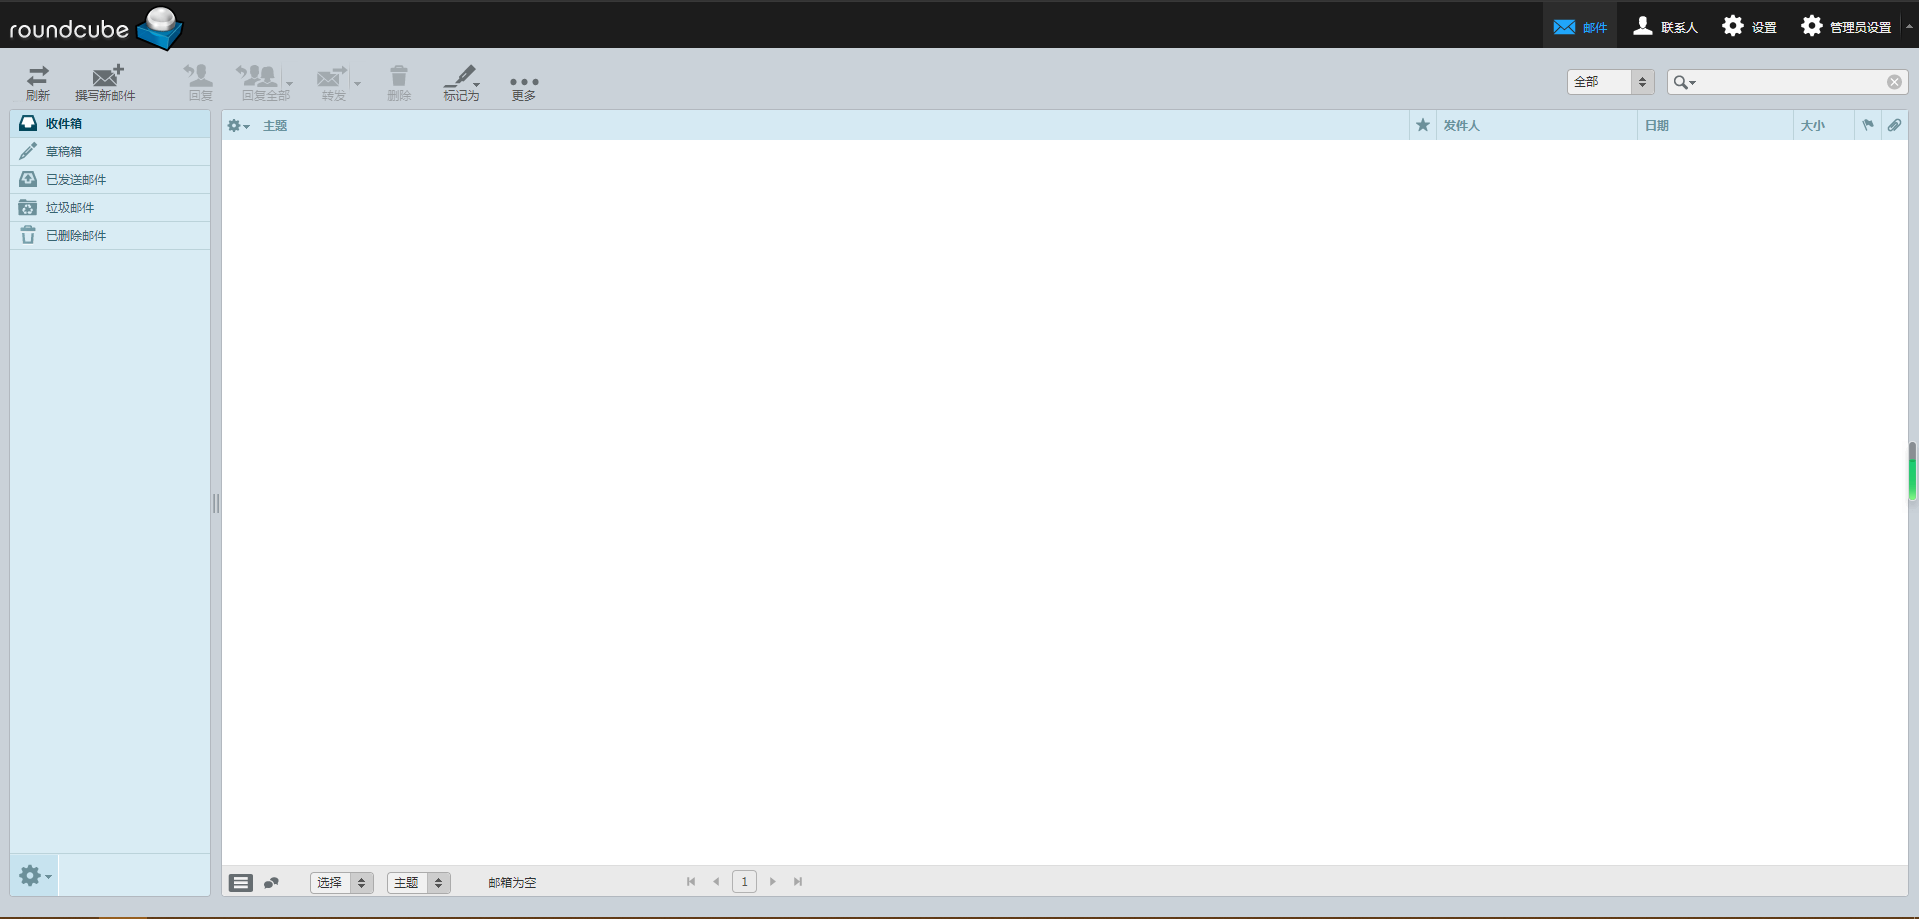 roundcube
邮件
联系人
设置
管理员设置
刷新
撰写新邮件
回复
回复全部
转发
删除
标记为
更多
全部
收件箱
草稿箱
已发送邮件
垃圾邮件
已删除邮件
主题
发件人
日期
大小
选择
主题
邮箱为空
1